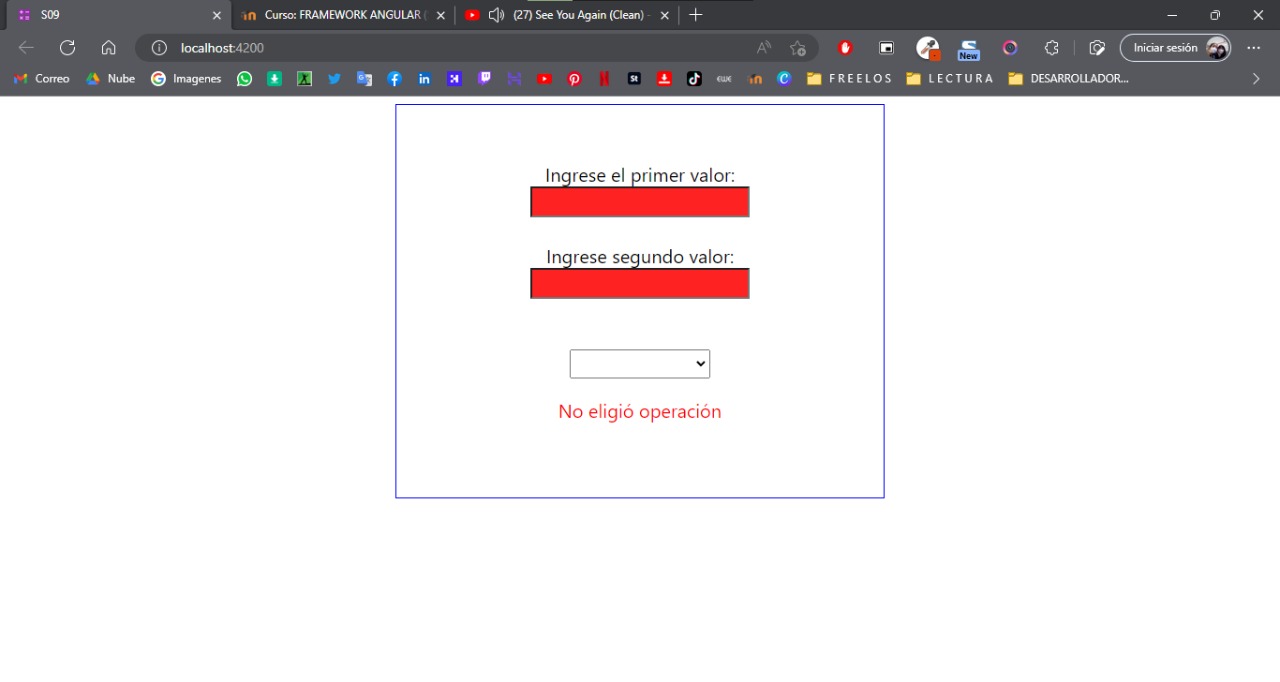 S09
Curso: FRAMEWORK ANGULAR (
(27) See You Again (Clean) -
localhost:4200
New
Iniciar sesión
Correo
Nube
Imagenes
FREELOS
LECTURA
DESARROLLADOR...
Ingrese el primer valor:
Ingrese segundo valor:
No eligió operación